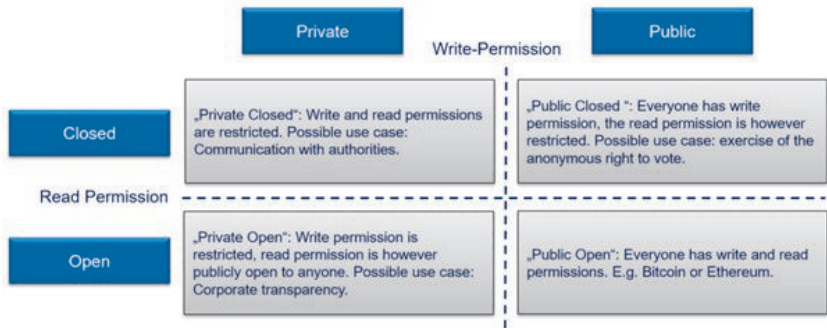 Private
Write-Permission
Public
Closed
„Private Closed“: Write and read permissions
are restricted. Possible use case:
Communication with authorities.
„Public Closed “: Everyone has write
permission, the read permission is however
restricted. Possible use case: exercise of the
anonymous right to vote.
Read Permission
Open
„Private Open“: Write permission is
restricted, read permission is however
publicly open to anyone. Possible use case:
Corporate transparency.
„Public Open“: Everyone has write and read
permissions. E.g. Bitcoin or Ethereum.